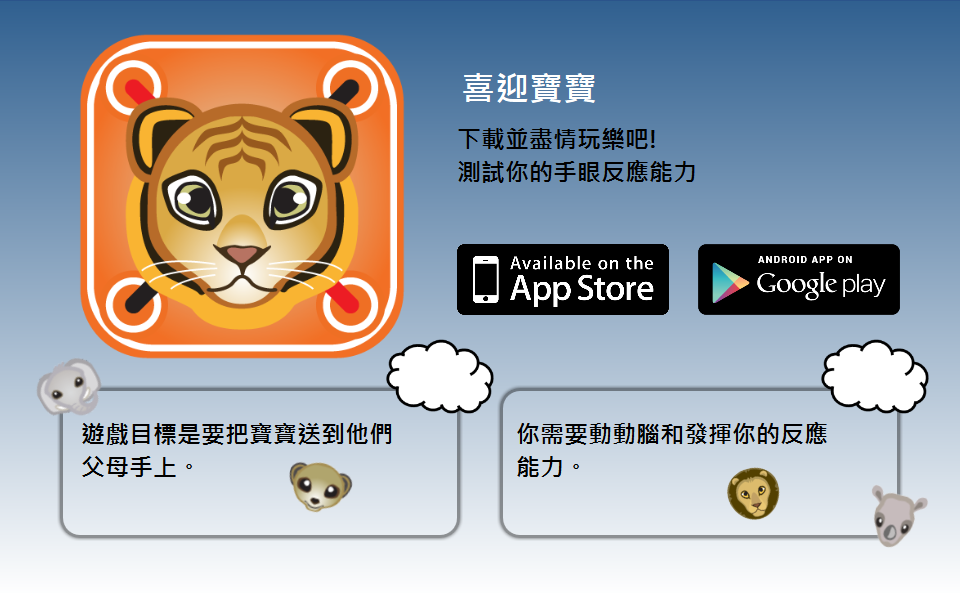 喜迎寶寶
下載並盡情玩樂吧!
測試你的手眼反應能力
Available on the
App Store
ANDROID APP ON
Google play
遊戲目標是要把寶寶送到他們
父母手上。
你需要動動腦和發揮你的反應
能力。